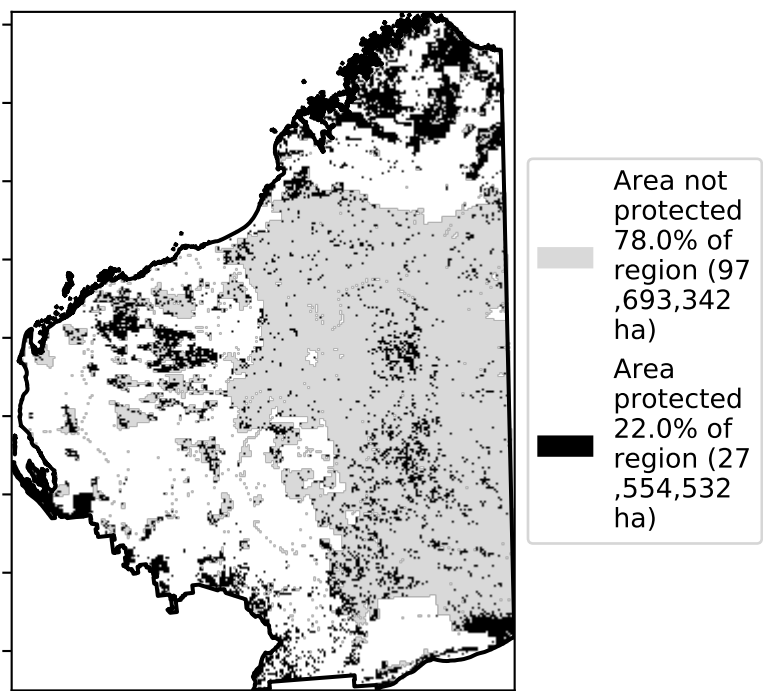 Area not
protected
78.0% of
region (97
,693,342
ha)
Area
protected
22.0% of
region (27
,554,532
ha)